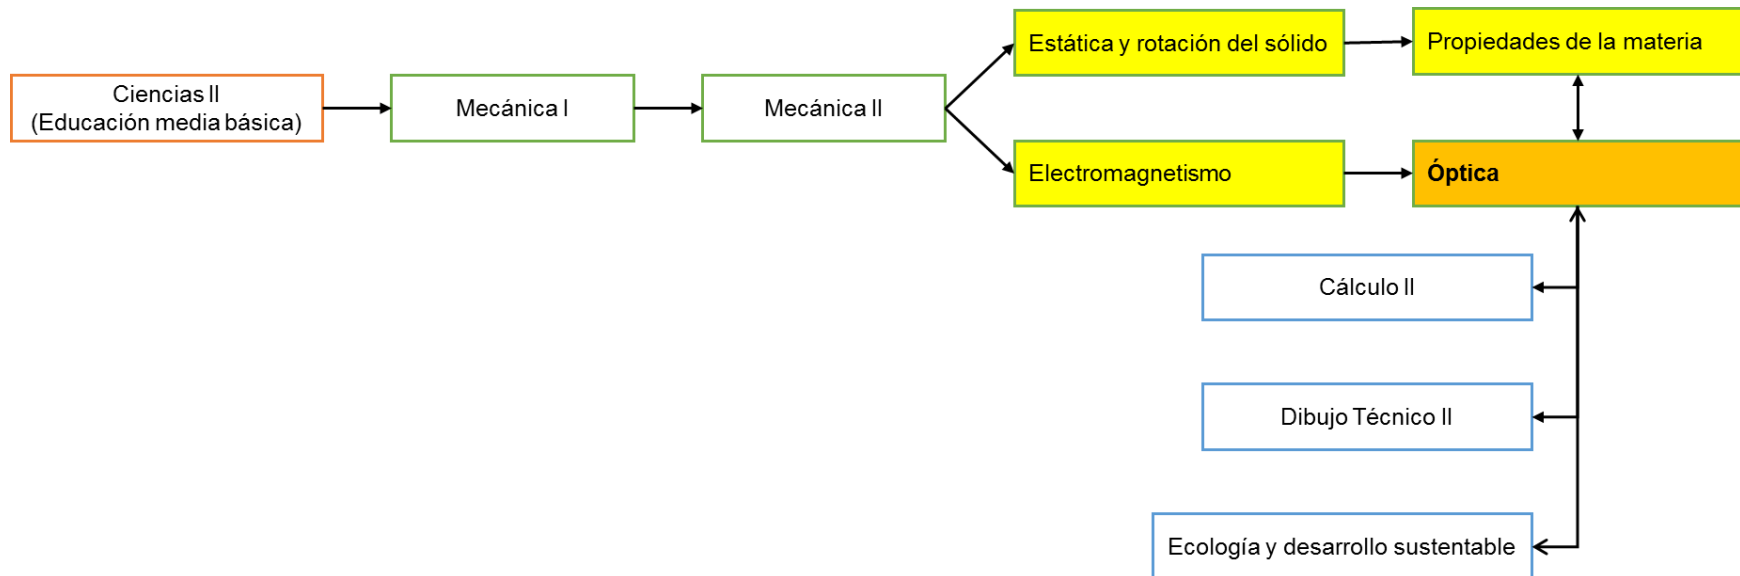 Estática y rotación del sólido
Propiedades de la materia
Ciencias II
(Educación media básica)
Mecánica I
Mecánica II
Electromagnetismo
Óptica
Cálculo II
Dibujo Técnico II
Ecología y desarrollo sustentable